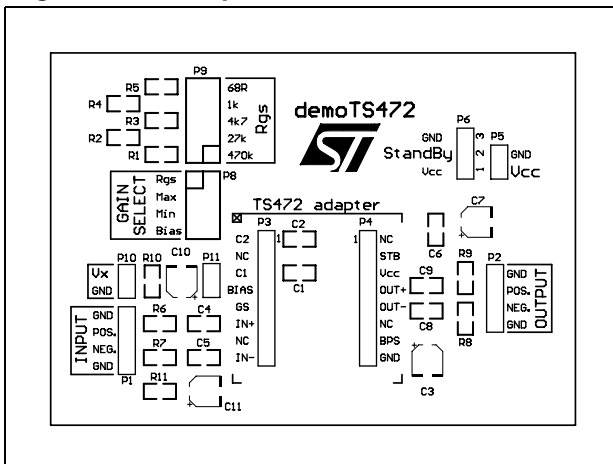 P9
R5
68R
R4
1k
R3
4k7
Rgs
R2
27k
R1
470k
demoTS472
ST
P6
GND
3
P5
StandBy
2
GND
Vcc
1
Vcc
P8
GAIN
SELECT
Rgs
Max
Min
Bias
TS472 adapter
P3
P4
C7
C2
1
C2
1
NC
NC
STB
C6
C1
C1
Vcc
R9
P2
BIAS
OUT+
C9
GND
GS
OUT-
POS.
IN+
NC
C8
NEG.
NC
BPS
GND
IN-
GND
R8
OUTPUT
C3
C10
Vx
P10
R10
P11
GND
INPUT
GND
R6
C4
POS.
NEG.
R7
C5
GND
P1
R11
C11